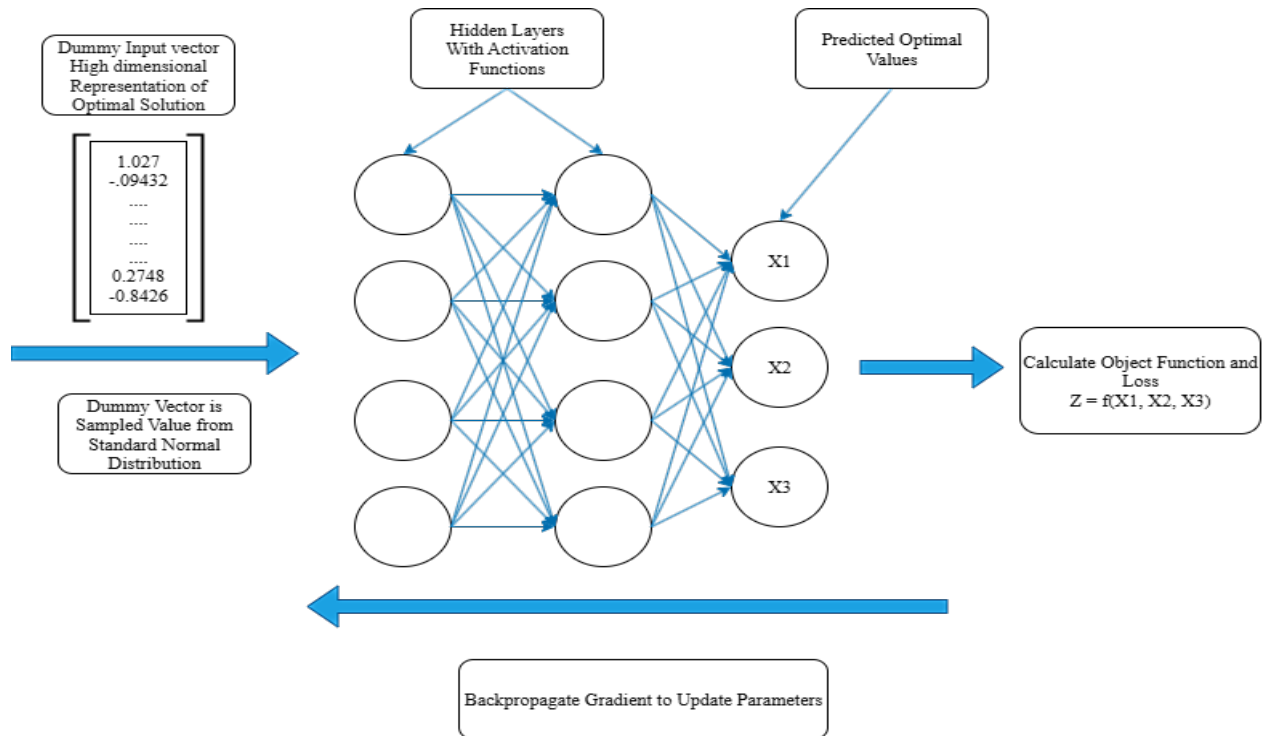 Dummy Input vector
High dimensional
Representation of
Optimal Solution
1.027
-.09432
....
....
....
....
0.2748
-0.8426
Dummy Vector is
Sampled Value from
Standard Normal
Distribution
Hidden Layers
With Activation
Functions
Predicted Optimal
Values
X1
X2
X3
Calculate Object Function and
Loss
Z = f(X1, X2, X3)
Backpropagate Gradient to Update Parameters